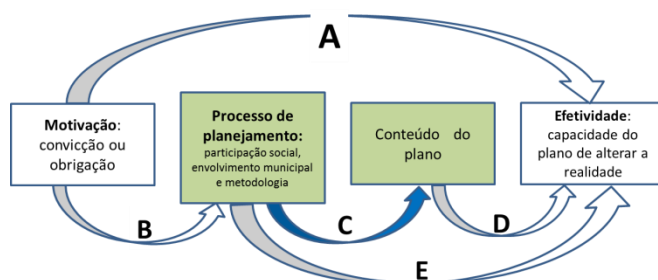 A
Motivação:
convicção ou
obrigação
Processo de
planejamento:
participação social,
envolvimento municipal
e metodologia
Conteúdo do
plano
Efetividade:
capacidade do
plano de alterar a
realidade
B
C
D
E